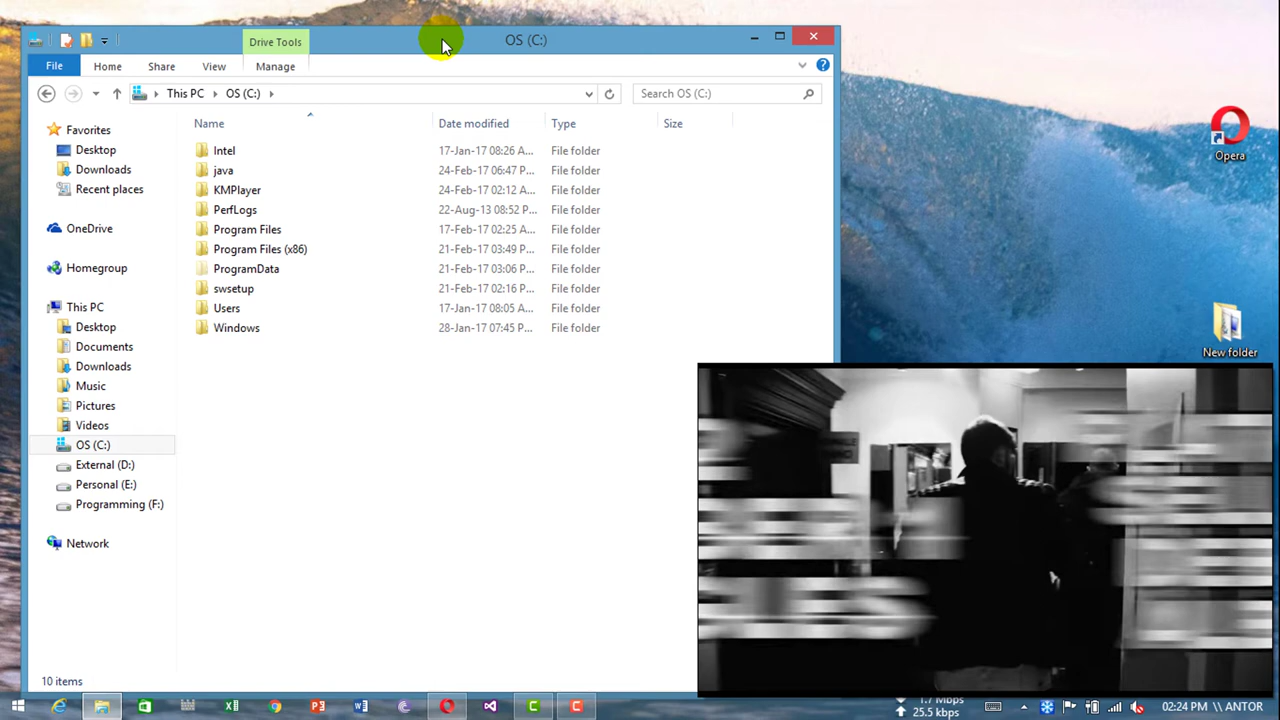 OS (C:)
Drive Tools
File
Home
Share
View
Manage
This PC
OS (C:)
Search OS (C:)
Name
Date modified
Type
Size
Intel
17-Jan-17 08:26 A...
File folder
java
24-Feb-17 06:47 P...
File folder
KMPlayer
24-Feb-17 02:12 A...
File folder
PerfLogs
22-Aug-13 08:52 P...
File folder
Program Files
17-Feb-17 02:25 A...
File folder
Program Files (x86)
21-Feb-17 03:49 P...
File folder
ProgramData
21-Feb-17 03:06 P...
File folder
swsetup
21-Feb-17 02:16 P...
File folder
Users
17-Jan-17 08:05 A...
File folder
Windows
28-Jan-17 07:45 P...
File folder
Favorites
Desktop
Downloads
Recent places
OneDrive
Homegroup
This PC
Desktop
Documents
Downloads
Music
Pictures
Videos
OS (C:)
External (D:)
Personal (E:)
Programming (F:)
Network
10 items
Opera
New folder
1.7 Mbps
25.5 kbps
02:24 PM \\ ANTOR